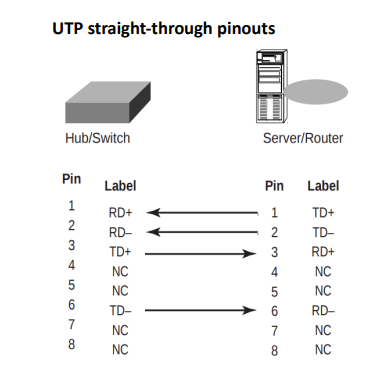 UTP straight-through pinouts
Hub/Switch Server/Router
Pin Label Pin Label
1 RD+ 1 TD+
2 RD– 2 TD–
3 TD+ 3 RD+
4 NC 4 NC
5 NC 5 NC
6 TD– 6 RD–
7 NC 7 NC
8 NC 8 NC